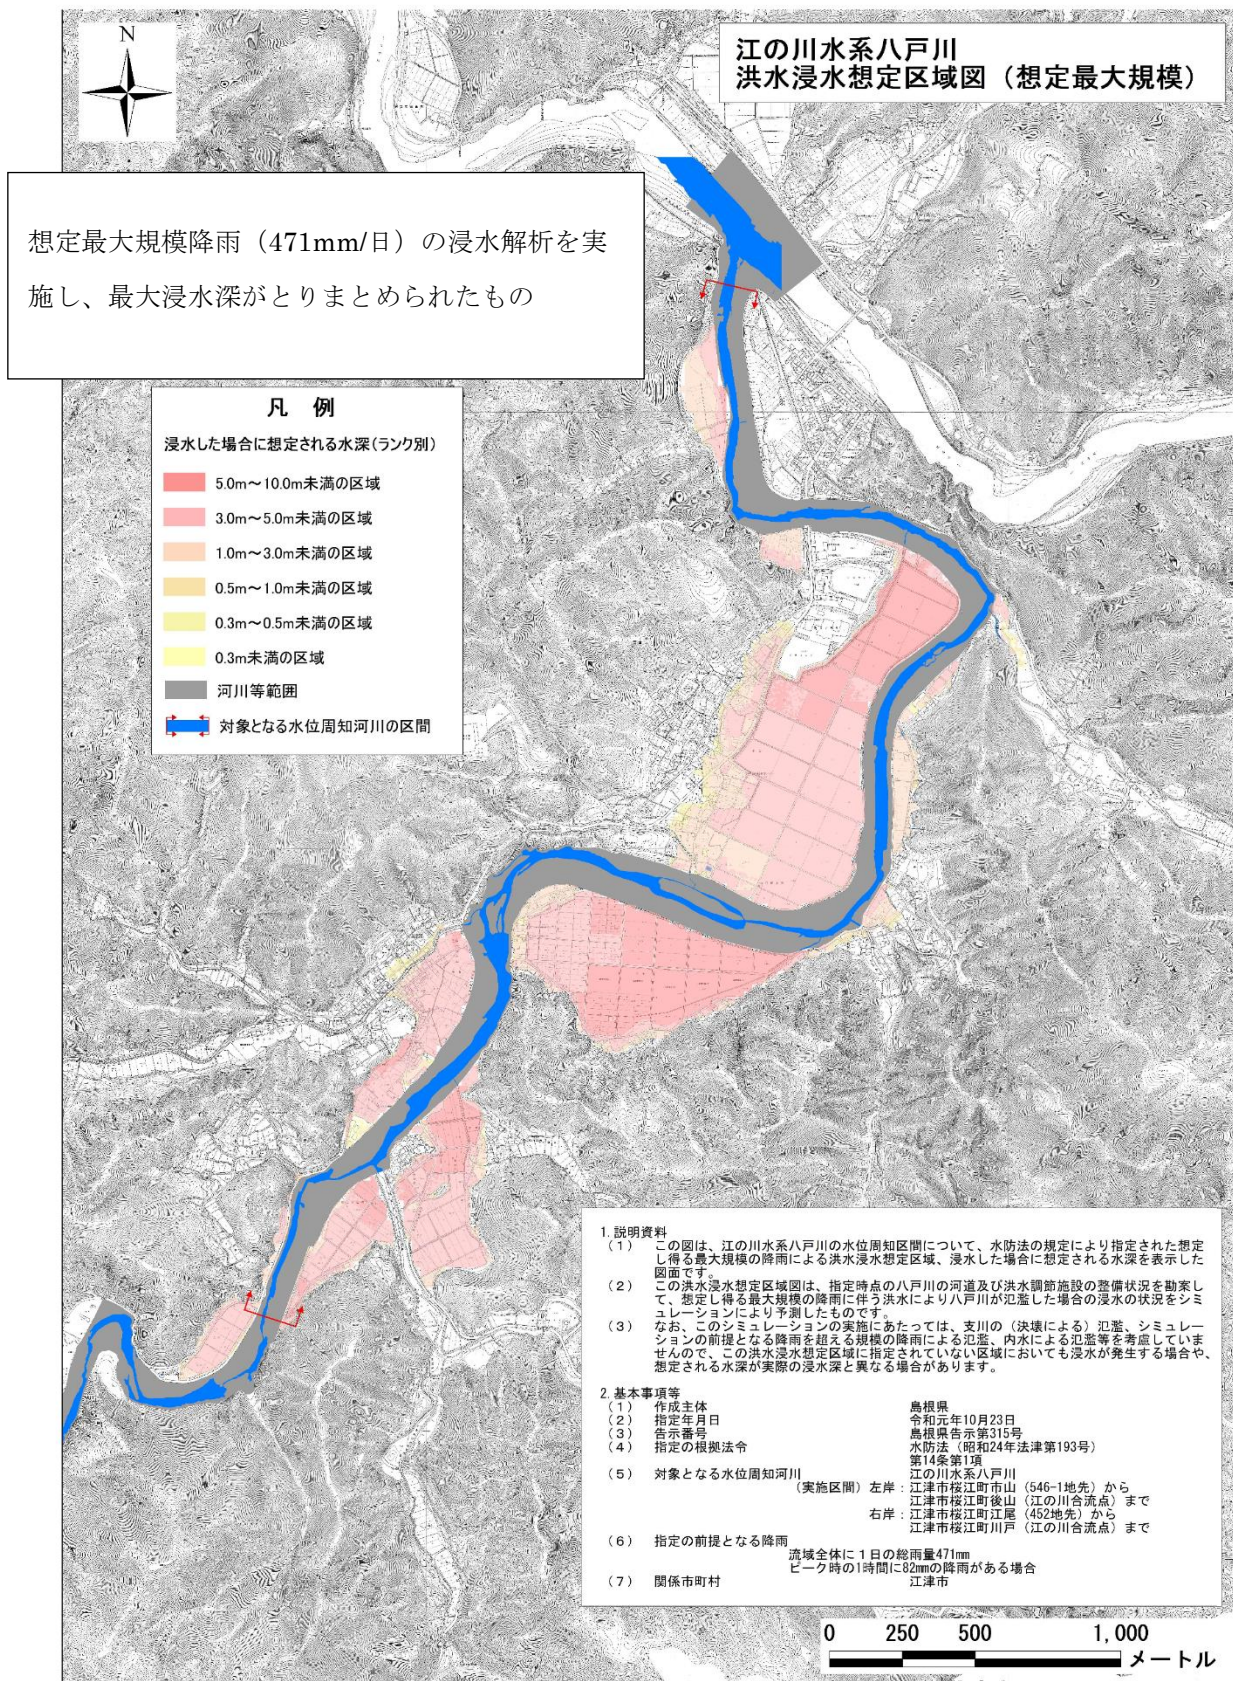 N
江の川水系八戸川
洪水浸水想定区域図（想定最大規模）
想定最大規模降雨（471mm/日）の浸水解析を実
施し、最大浸水深がとりまとめられたもの
凡 例
浸水した場合に想定される水深(ランク別)
5.0m～10.0m未満の区域
3.0m～5.0m未満の区域
1.0m～3.0m未満の区域
0.5m～1.0m未満の区域
0.3m～0.5m未満の区域
0.3m未満の区域
河川等範囲
対象となる水位周知河川の区間
1.説明資料
（１） この図は、江の川水系八戸川の水位周知区間について、水防法の規定により指定された想定
し得る最大規模の降雨による洪水浸水想定区域、浸水した場合に想定される水深を表示した
図面です。
（２） この洪水浸水想定区域図は、指定時点の八戸川の河道及び洪水調節施設の整備状況を勘案し
て、想定し得る最大規模の降雨に伴う洪水により八戸川が氾濫した場合の浸水の状況をシミ
ュレーションにより予測したものです。
（３） なお、このシミュレーションの実施にあたっては、支川の（決壊による）氾濫、シミュレー
ションの前提となる降雨を超える規模の降雨による氾濫、内水による氾濫等を考慮していま
せんので、この洪水浸水想定区域に指定されていない区域においても浸水が発生する場合や、
想定される水深が実際の浸水深と異なる場合があります。
2.基本事項等
（１） 作成主体 島根県
（２） 指定年月日 令和元年10月23日
（３） 告示番号 島根県告示第315号
（４） 指定の根拠法令 水防法（昭和24年法津第193号）
第14条第1項
（５） 対象となる水位周知河川 江の川水系八戸川
（実施区間）左岸：江津市桜江町市山（546-1地先）から
江津市桜江町後山（江の川合流点）まで
右岸：江津市桜江町江尾（452地先）から
江津市桜江町川戸（江の川合流点）まで
（６） 指定の前提となる降雨
流域全体に１日の総雨量471mm
ピーク時の1時間に82mmの降雨がある場合
（７） 関係市町村 江津市
0 250 500 1,000
メートル